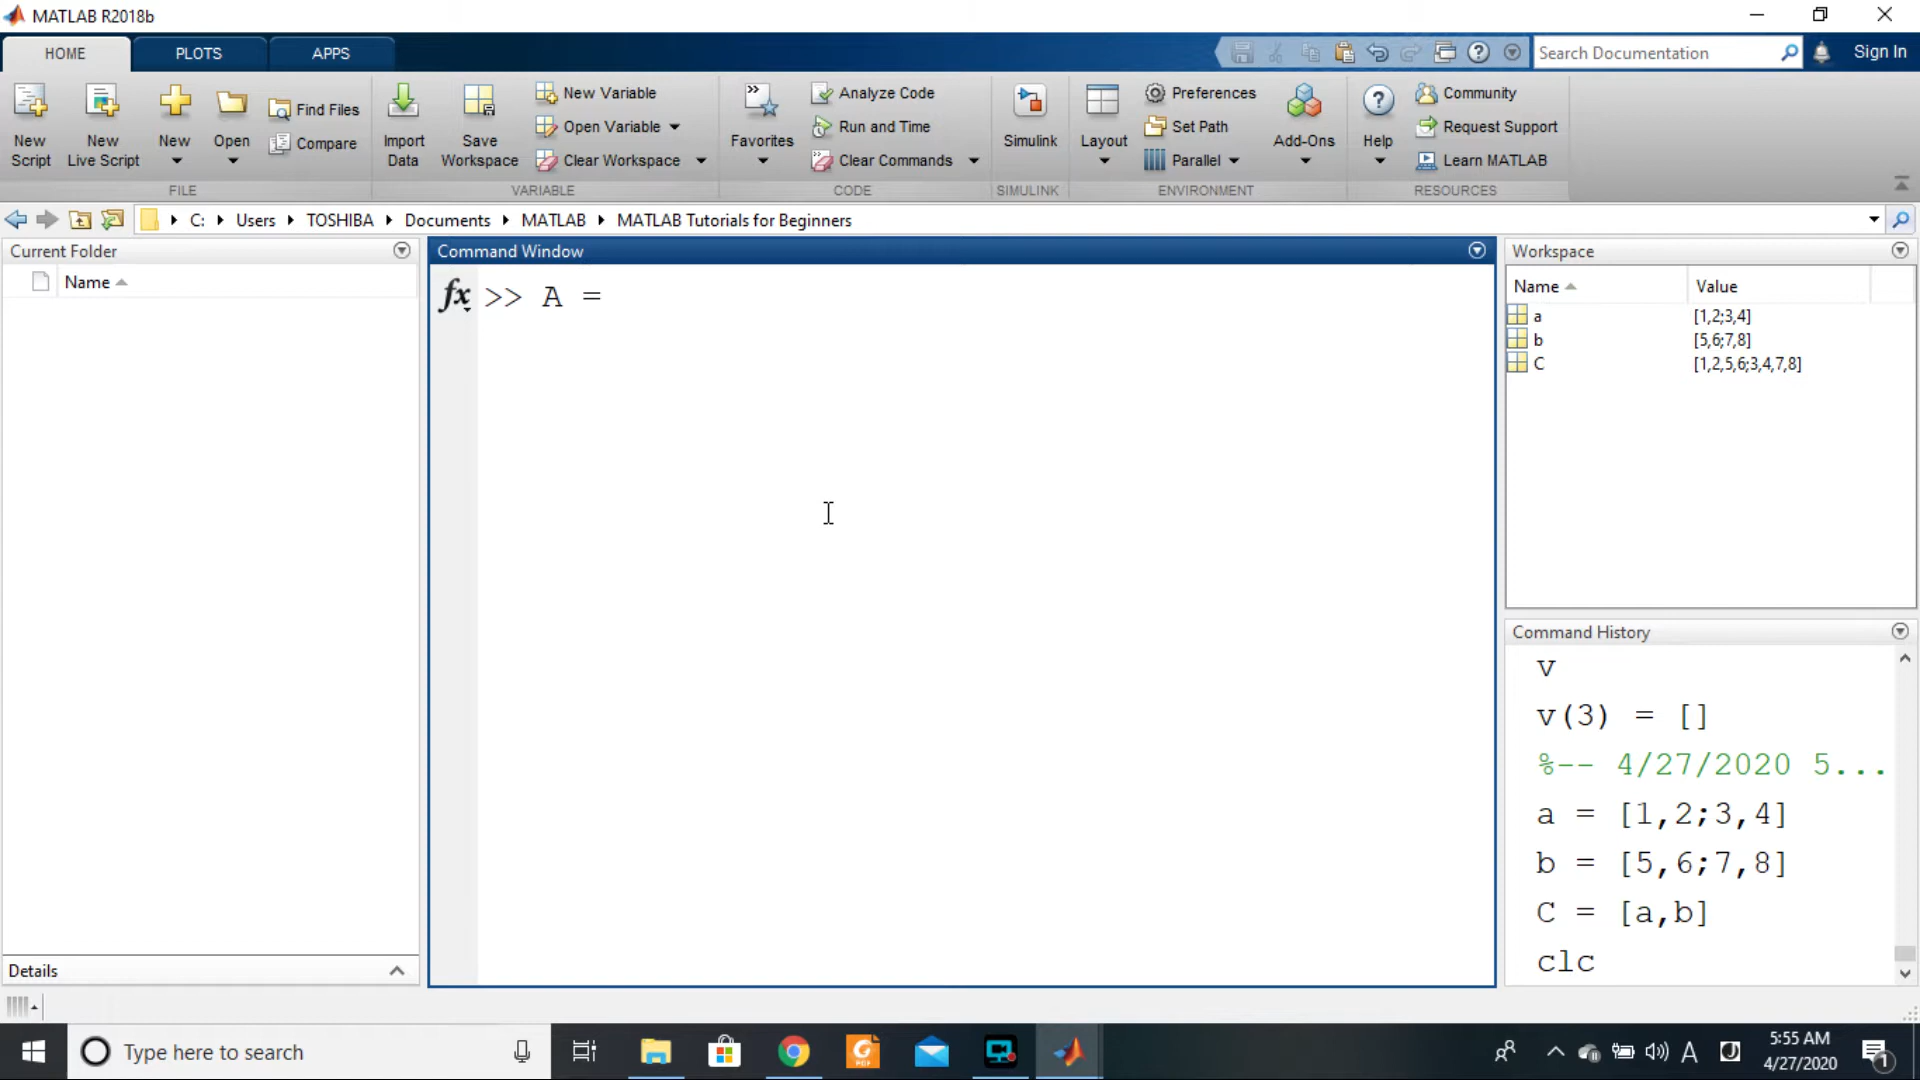 MATLAB R2018b
HOME PLOTS APPS
Search Documentation
Sign In
New Script
New Live Script
New
Open
Find Files
Compare
FILE
Import Data
Save Workspace
New Variable
Open Variable
Clear Workspace
VARIABLE
Favorites
Analyze Code
Run and Time
Clear Commands
CODE
Simulink
SIMULINK
Layout
Preferences
Set Path
Parallel
Add-Ons
ENVIRONMENT
Help
Community
Request Support
Learn MATLAB
RESOURCES
C: Users TOSHIBA Documents MATLAB MATLAB Tutorials for Beginners
Current Folder
Name
Details
Command Window
fx >> A =
Workspace
Name Value
a [1,2;3,4]
b [5,6;7,8]
C [1,2,5,6;3,4,7,8]
Command History
v
v(3) = []
%-- 4/27/2020 5...
a = [1,2;3,4]
b = [5,6;7,8]
C = [a,b]
clc
Type here to search
G
PDF
A
J
5:55 AM
4/27/2020
1